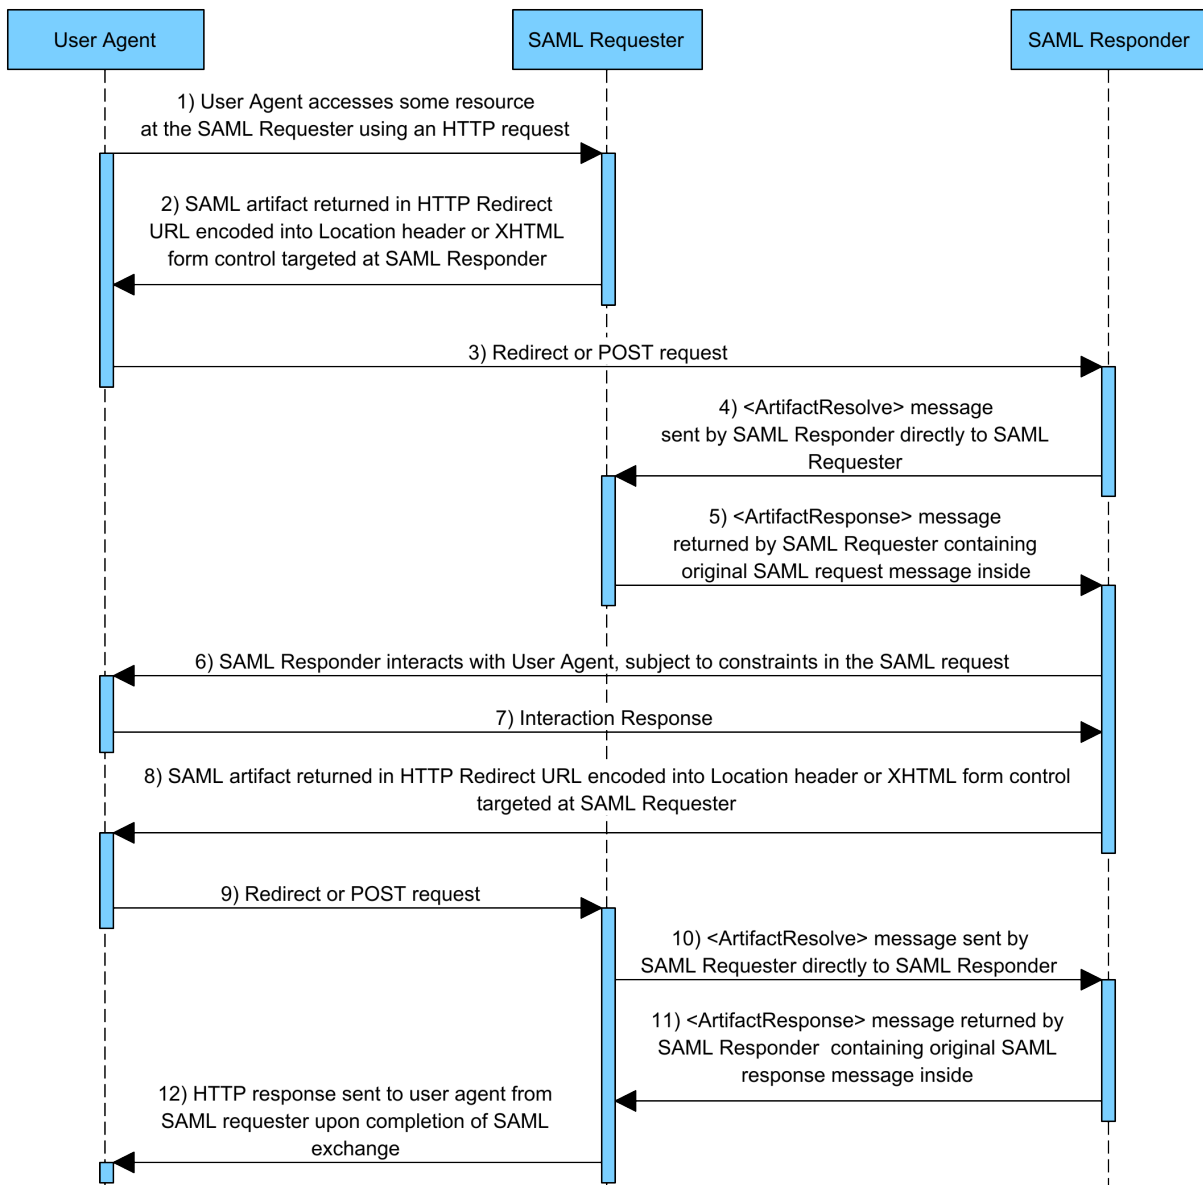 User Agent
SAML Requester
SAML Responder
1) User Agent accesses some resource
at the SAML Requester using an HTTP request
2) SAML artifact returned in HTTP Redirect
URL encoded into Location header or XHTML
form control targeted at SAML Responder
3) Redirect or POST request
4) <ArtifactResolve> message
sent by SAML Responder directly to SAML
Requester
5) <ArtifactResponse> message
returned by SAML Requester containing
original SAML request message inside
6) SAML Responder interacts with User Agent, subject to constraints in the SAML request
7) Interaction Response
8) SAML artifact returned in HTTP Redirect URL encoded into Location header or XHTML form control
targeted at SAML Requester
9) Redirect or POST request
10) <ArtifactResolve> message sent by
SAML Requester directly to SAML Responder
11) <ArtifactResponse> message returned by
SAML Responder  containing original SAML
response message inside
12) HTTP response sent to user agent from
SAML requester upon completion of SAML
exchange